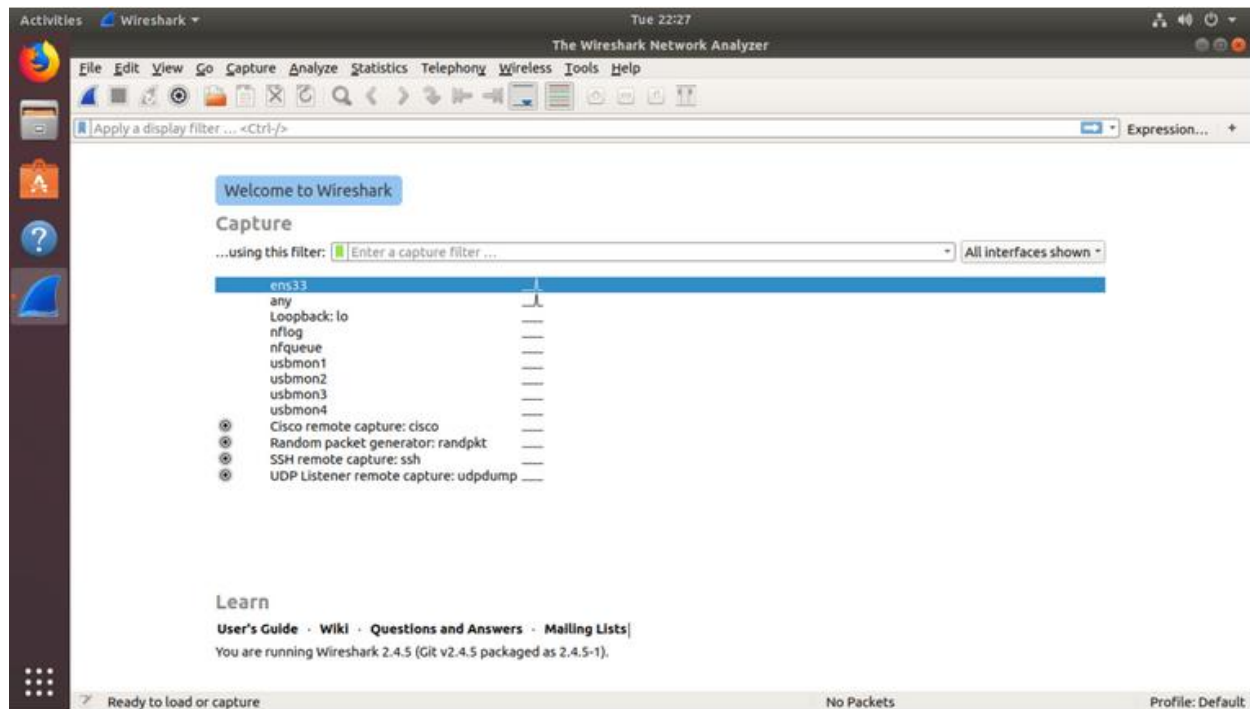 Activities Wireshark Tue 22:27
The Wireshark Network Analyzer
File Edit View Go Capture Analyze Statistics Telephony Wireless Tools Help
Apply a display filter ... <Ctrl-/> Expression... +
Welcome to Wireshark
Capture
...using this filter: Enter a capture filter ... All interfaces shown
ens33
any
Loopback: lo
nflog
nfqueue
usbmon1
usbmon2
usbmon3
usbmon4
Cisco remote capture: cisco
Random packet generator: randpkt
SSH remote capture: ssh
UDP Listener remote capture: udpdump
Learn
User's Guide · Wiki · Questions and Answers · Mailing Lists
You are running Wireshark 2.4.5 (Git v2.4.5 packaged as 2.4.5-1).
Ready to load or capture No Packets Profile: Default